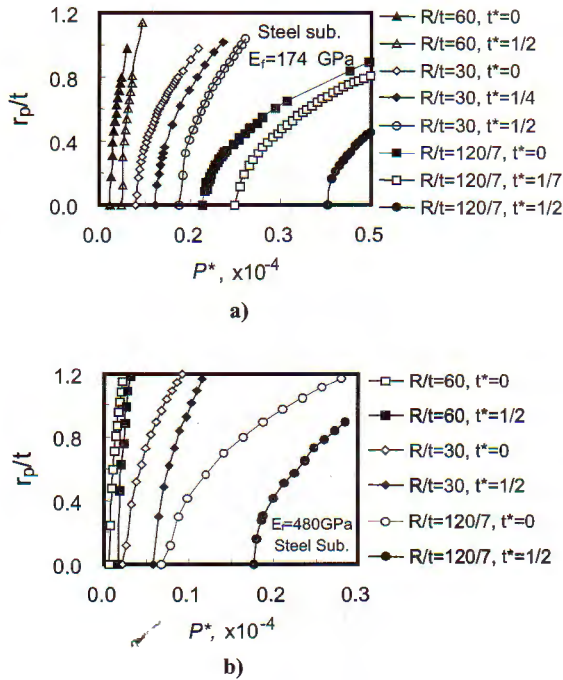 Steel sub.
E_f=174 GPa
r_p/t
1.2
0.8
0.4
0.0
0.0
0.2
0.3
0.5
P*, x10^-4
R/t=60, t*=0
R/t=60, t*=1/2
R/t=30, t*=0
R/t=30, t*=1/4
R/t=30, t*=1/2
R/t=120/7, t*=0
R/t=120/7, t*=1/7
R/t=120/7, t*=1/2
a)
r_p/t
1.2
0.8
0.4
0.0
0.0
0.1
0.2
0.3
E_f=480GPa
Steel Sub.
P*, x10^-4
R/t=60, t*=0
R/t=60, t*=1/2
R/t=30, t*=0
R/t=30, t*=1/2
R/t=120/7, t*=0
R/t=120/7, t*=1/2
b)